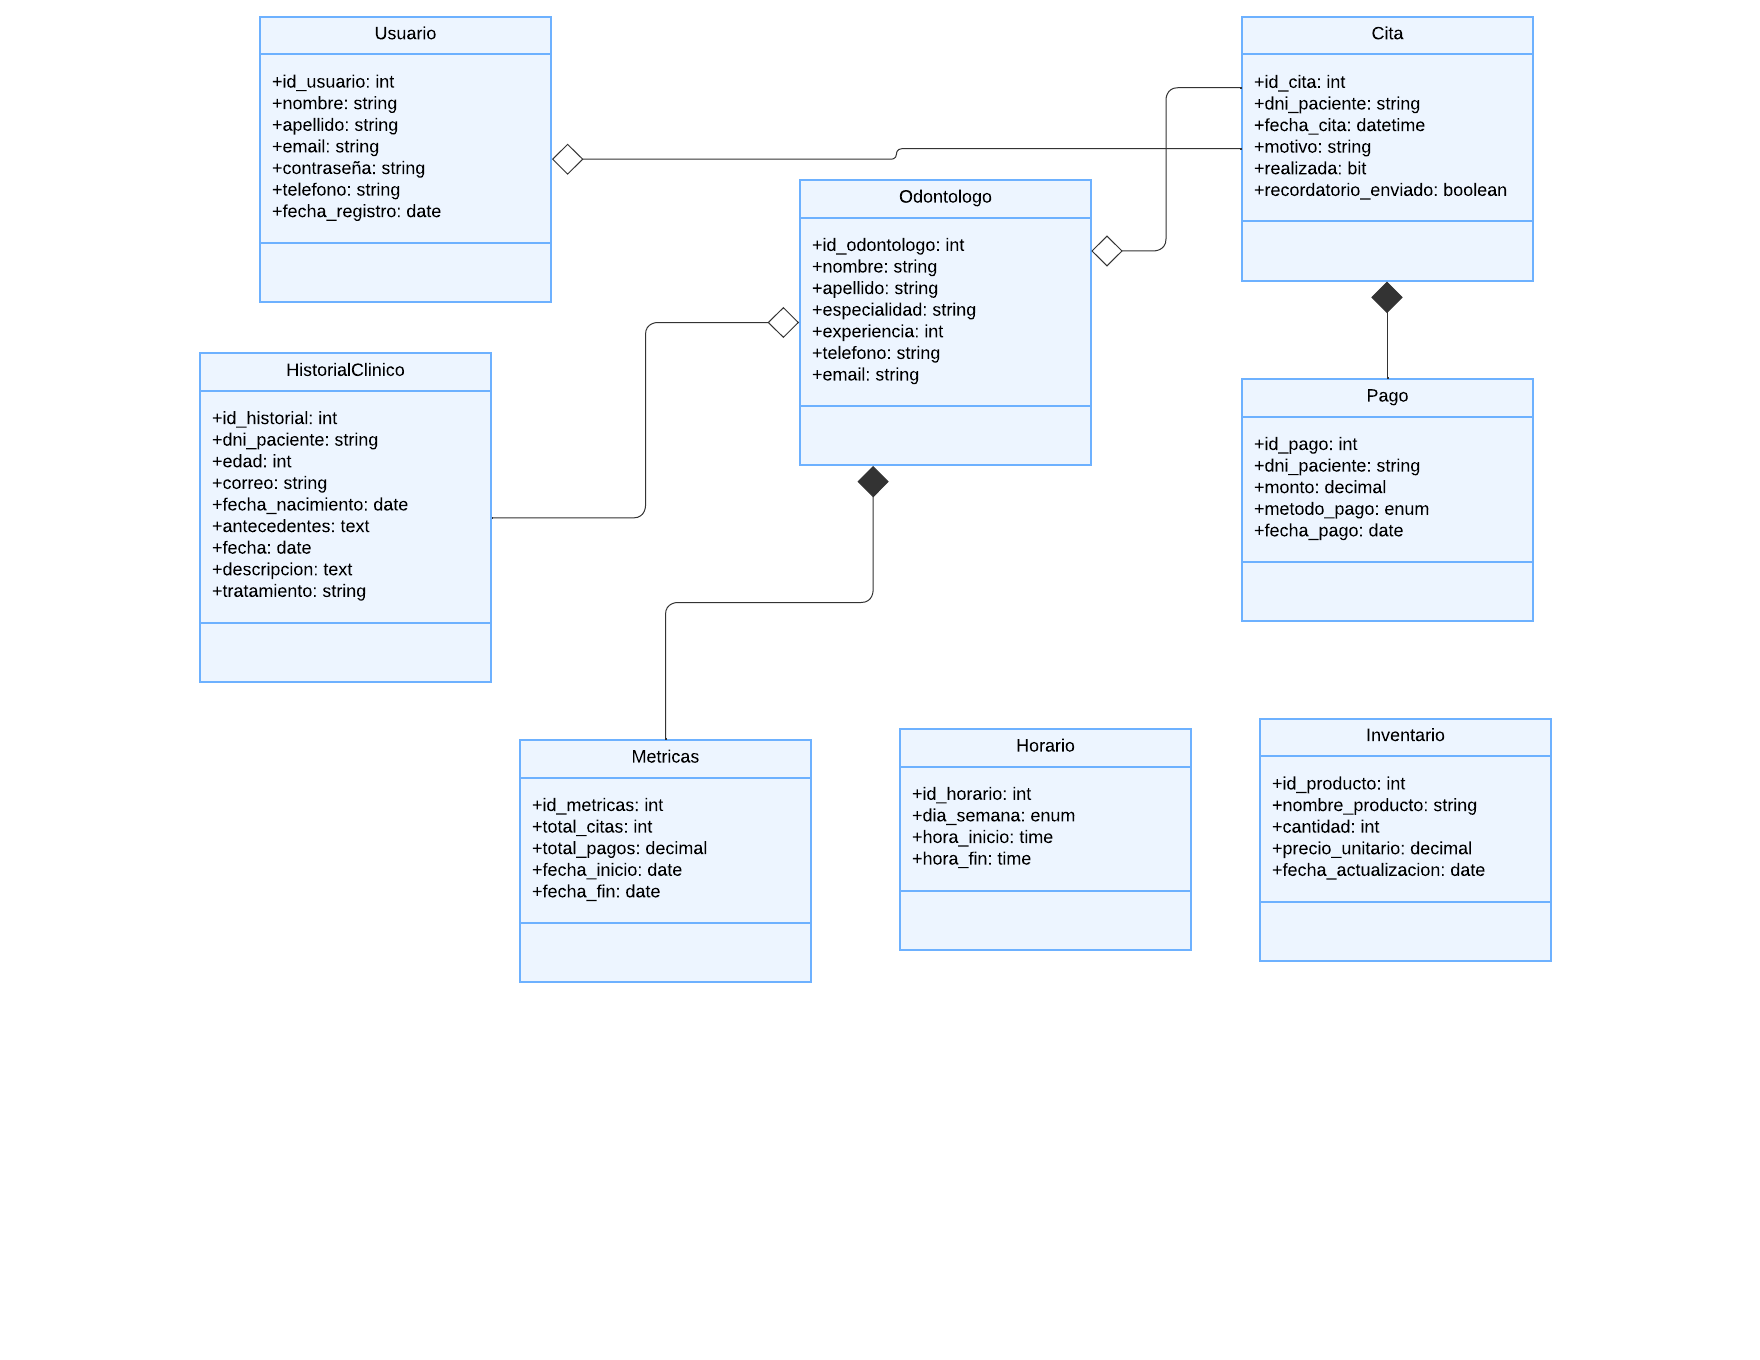 Usuario
+id_usuario: int
+nombre: string
+apellido: string
+email: string
+contraseña: string
+telefono: string
+fecha_registro: date
Cita
+id_cita: int
+dni_paciente: string
+fecha_cita: datetime
+motivo: string
+realizada: bit
+recordatorio_enviado: boolean
Odontologo
+id_odontologo: int
+nombre: string
+apellido: string
+especialidad: string
+experiencia: int
+telefono: string
+email: string
HistorialClinico
+id_historial: int
+dni_paciente: string
+edad: int
+correo: string
+fecha_nacimiento: date
+antecedentes: text
+fecha: date
+descripcion: text
+tratamiento: string
Pago
+id_pago: int
+dni_paciente: string
+monto: decimal
+metodo_pago: enum
+fecha_pago: date
Metricas
+id_metricas: int
+total_citas: int
+total_pagos: decimal
+fecha_inicio: date
+fecha_fin: date
Horario
+id_horario: int
+dia_semana: enum
+hora_inicio: time
+hora_fin: time
Inventario
+id_producto: int
+nombre_producto: string
+cantidad: int
+precio_unitario: decimal
+fecha_actualizacion: date